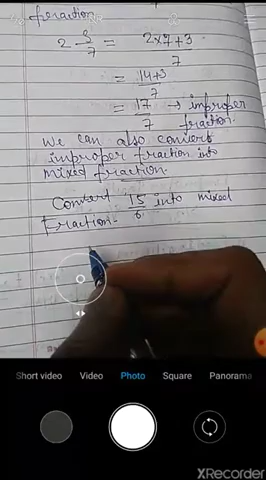 fraction
2 3/7 = 2x7+3/7
= 14+3/7
= 17/7 → improper fraction.
We can also convert
improper fraction into
mixed fraction.
Convert 15/6 into mixed
Fraction-
Short video Video Photo Square Panorama
XRecorder